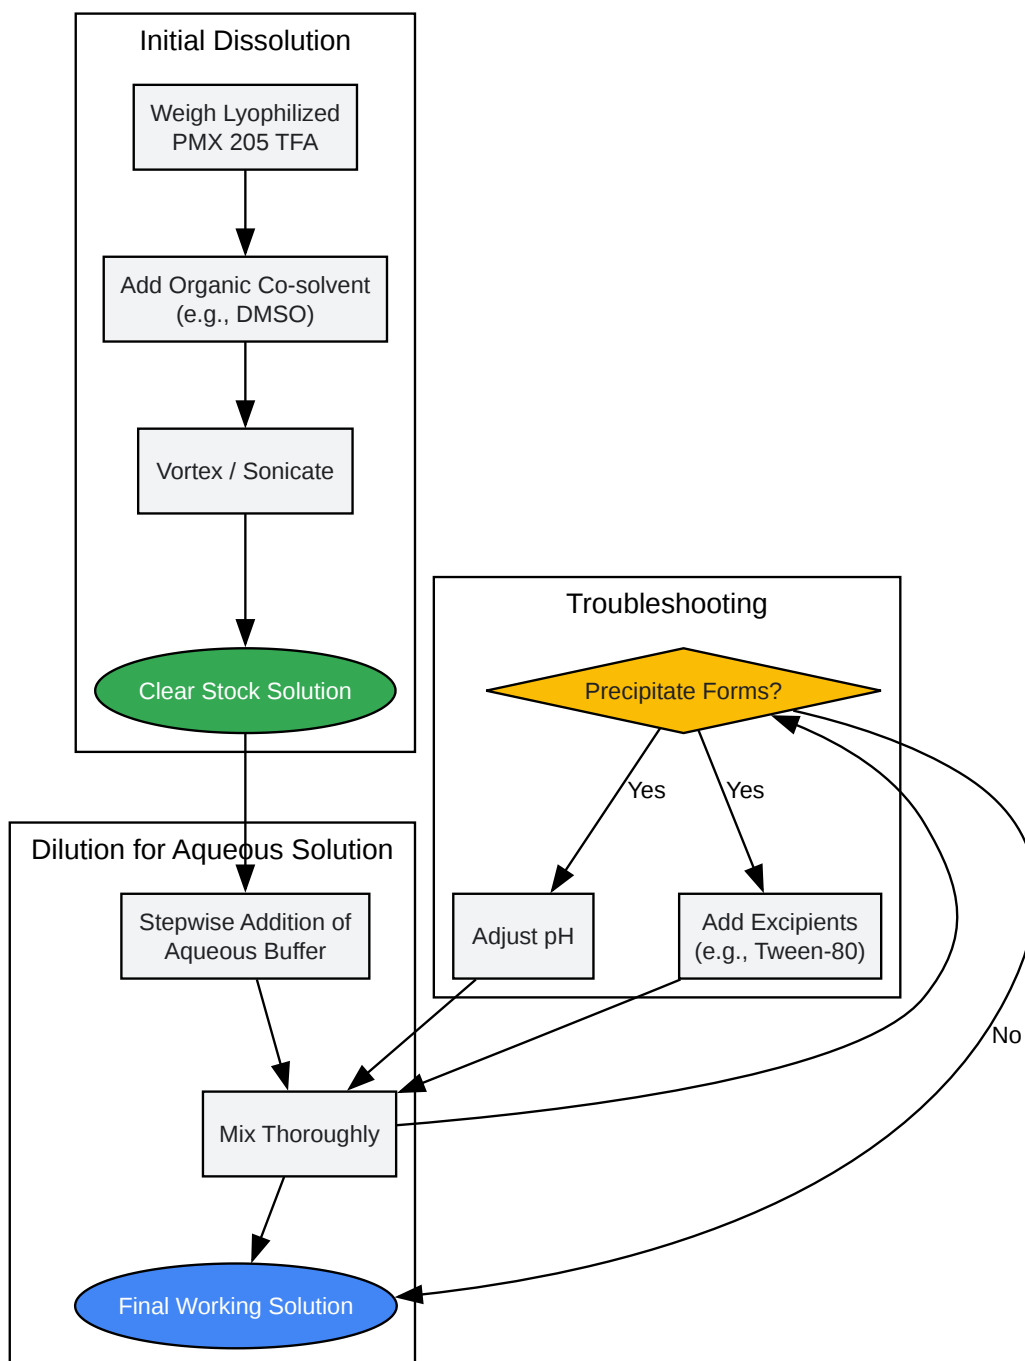 Initial Dissolution
Weigh Lyophilized
PMX 205 TFA
Add Organic Co-solvent
(e.g., DMSO)
Vortex / Sonicate
Clear Stock Solution
Troubleshooting
Precipitate Forms?
Yes
Yes
Adjust pH
Add Excipients
(e.g., Tween-80)
No
Dilution for Aqueous Solution
Stepwise Addition of
Aqueous Buffer
Mix Thoroughly
Final Working Solution